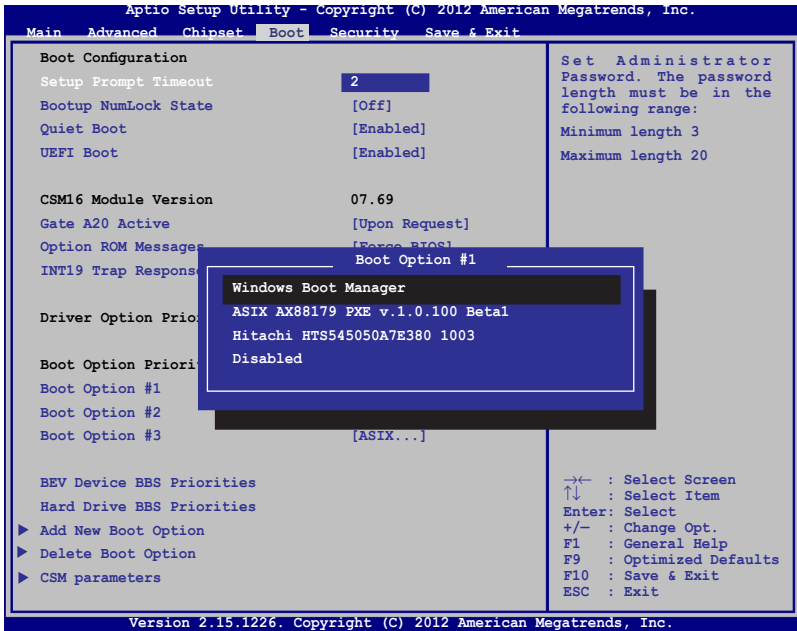 Aptio Setup Utility - Copyright (C) 2012 American Megatrends, Inc.
Main Advanced Chipset Boot Security Save & Exit
Boot Configuration
Setup Prompt Timeout 2
Bootup NumLock State [Off]
Quiet Boot [Enabled]
UEFI Boot [Enabled]
CSM16 Module Version 07.69
Gate A20 Active [Upon Request]
Option ROM Messages [Force BIOS]
INT19 Trap Respons
Driver Option Prio
Boot Option Priori
Boot Option #1
Boot Option #2
Boot Option #3 [ASIX...]
BEV Device BBS Priorities
Hard Drive BBS Priorities
Add New Boot Option
Delete Boot Option
CSM parameters
Boot Option #1
Windows Boot Manager
ASIX AX88179 PXE v.1.0.100 Beta1
Hitachi HTS545050A7E380 1003
Disabled
Set Administrator
Password. The password
length must be in the
following range:
Minimum length 3
Maximum length 20
→← : Select Screen
↑↓ : Select Item
Enter: Select
+/— : Change Opt.
F1 : General Help
F9 : Optimized Defaults
F10 : Save & Exit
ESC : Exit
Version 2.15.1226. Copyright (C) 2012 American Megatrends, Inc.